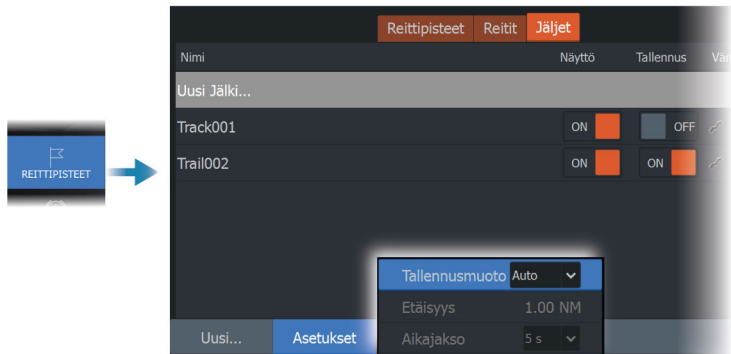 Reittipisteet Reitit Jäljet
Nimi Näyttö Tallennus
Uusi Jälki...
Track001 ON OFF
Trail002 ON ON
REITTIPISTEET
Tallennusmuoto Auto
Etäisyys 1.00 NM
Uusi... Asetukset Aikajakso 5 s